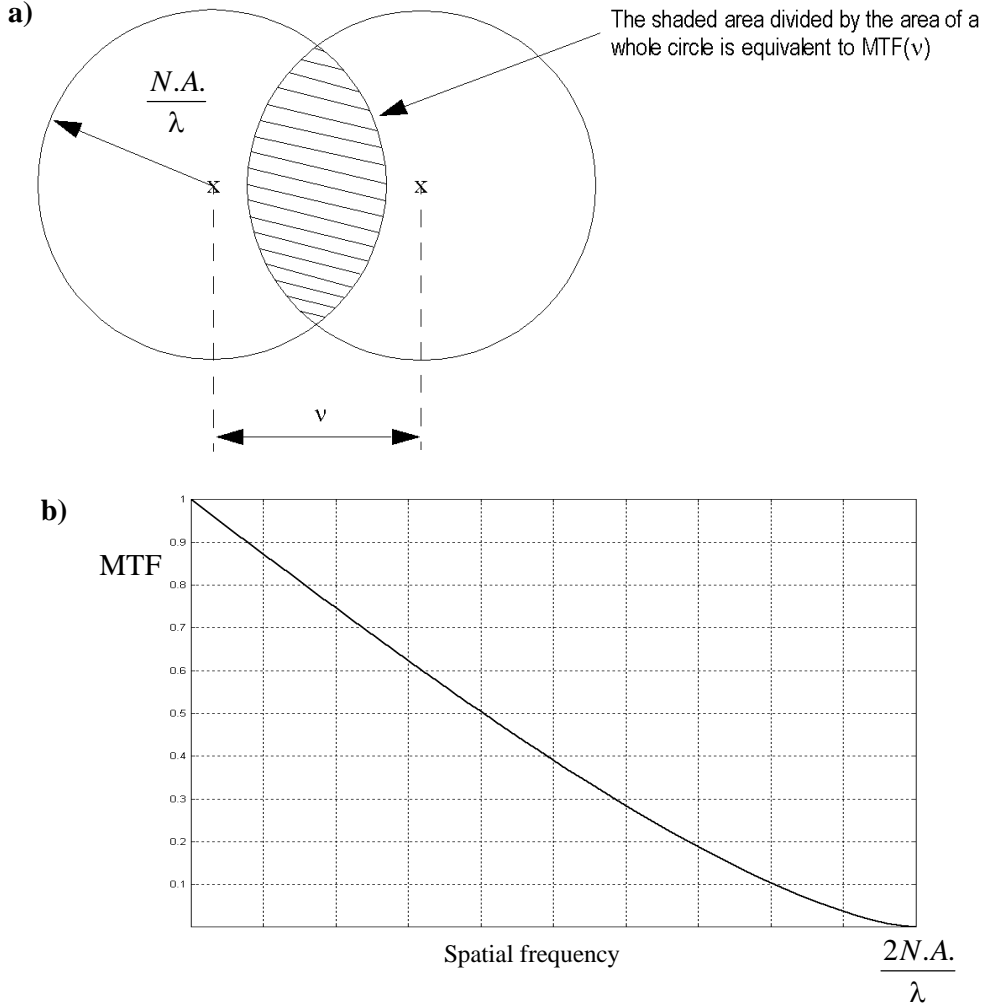 a)
The shaded area divided by the area of a
whole circle is equivalent to MTF(ν)
N.A.
λ
x
x
ν
b)
MTF
1
0.9
0.8
0.7
0.6
0.5
0.4
0.3
0.2
0.1
Spatial frequency
2N.A.
λ